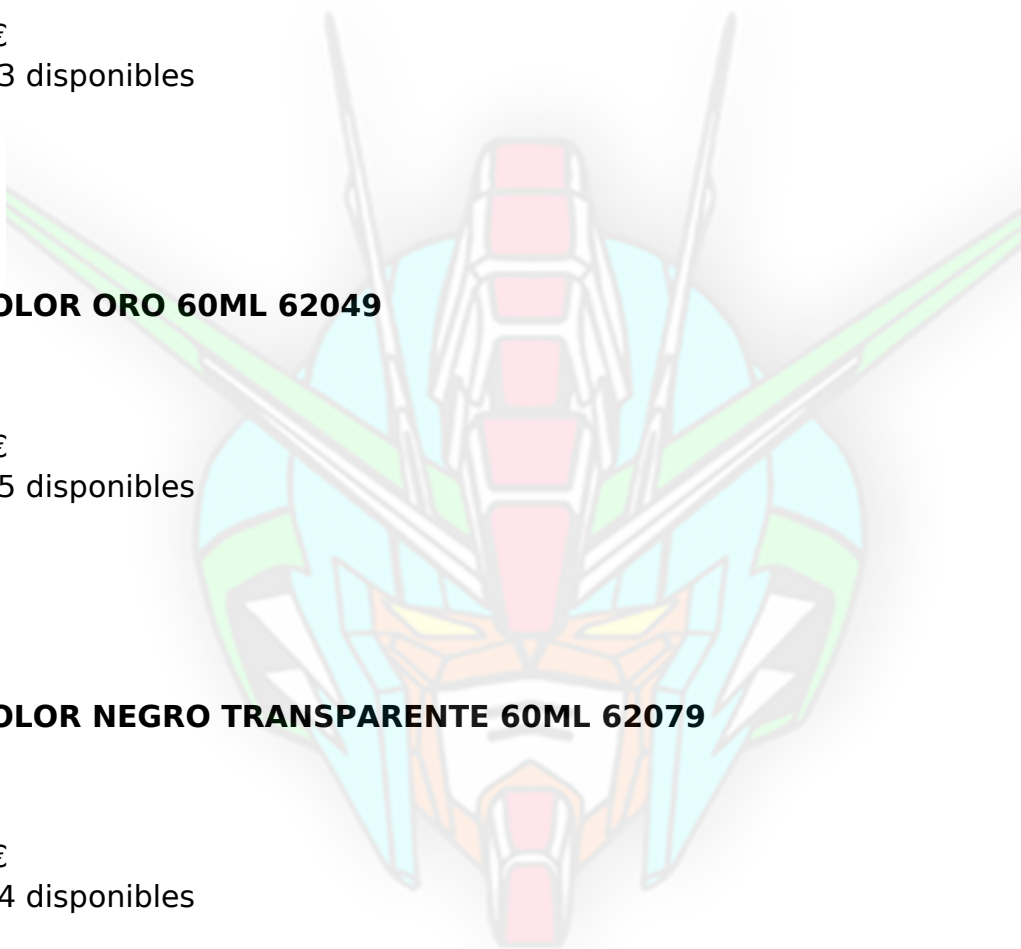 €
3 disponibles
OLOR ORO 60ML 62049
€
5 disponibles
OLOR NEGRO TRANSPARENTE 60ML 62079
€
4 disponibles